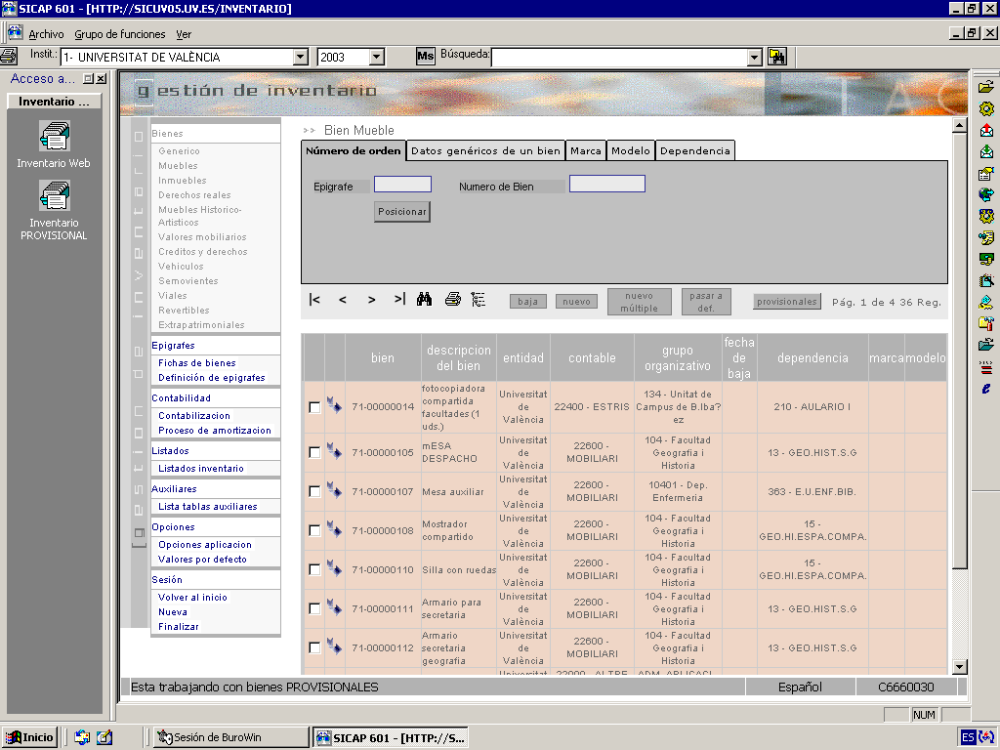 SICAP 601 - [HTTP://SICUV05.UV.ES/INVENTARIO]
Archivo Grupo de funciones Ver
Instit.: 1- UNIVERSITAT DE VALÈNCIA 2003 Ms Búsqueda:
Acceso a...
Inventario ...
Inventario Web
Inventario
PROVISIONAL
gestión de inventario
Bienes
Generico
Muebles
Inmuebles
Derechos reales
Muebles Historico-
Artisticos
Valores mobiliarios
Creditos y derechos
Vehiculos
Semovientes
Viales
Revertibles
Extrapatrimoniales
Epigrafes
Fichas de bienes
Definición de epigrafes
Contabilidad
Contabilizacion
Proceso de amortizacion
Listados
Listados inventario
Auxiliares
Lista tablas auxiliares
Opciones
Opciones aplicacion
Valores por defecto
Sesión
Volver al inicio
Nueva
Finalizar
>> Bien Mueble
Número de orden Datos genéricos de un bien Marca Modelo Dependencia
Epigrafe Numero de Bien
Posicionar
|< < > >| baja nuevo nuevo múltiple pasar a def. provisionales Pág. 1 de 4 36 Reg.
bien descripcion del bien entidad contable grupo organizativo fecha de baja dependencia marca modelo
71-00000014 fotocopiadora compartida facultades (1 uds.) Universitat de València 22400 - ESTRIS 134 - Unitat de Campus de B.Iba?ez 210 - AULARIO I
71-00000105 mESA DESPACHO Universitat de València 22600 - MOBILIARI 104 - Facultad Geografia i Historia 13 - GEO.HIST.S.G
71-00000107 Mesa auxiliar Universitat de València 22600 - MOBILIARI 10401 - Dep. Enfermeria 363 - E.U.ENF.BIB.
71-00000108 Mostrador compartido Universitat de València 22600 - MOBILIARI 104 - Facultad Geografia i Historia 15 - GEO.HI.ESPA.COMPA.
71-00000110 Silla con ruedas Universitat de València 22600 - MOBILIARI 104 - Facultad Geografia i Historia 15 - GEO.HI.ESPA.COMPA.
71-00000111 Armario para secretaria Universitat de València 22600 - MOBILIARI 104 - Facultad Geografia i Historia 13 - GEO.HIST.S.G
71-00000112 Armario secretaria geografia Universitat de València 22600 - MOBILIARI 104 - Facultad Geografia i Historia 13 - GEO.HIST.S.G
Esta trabajando con bienes PROVISIONALES Español C6660030
NUM
Inicio Sesión de BuroWin SICAP 601 - [HTTP://S... ES